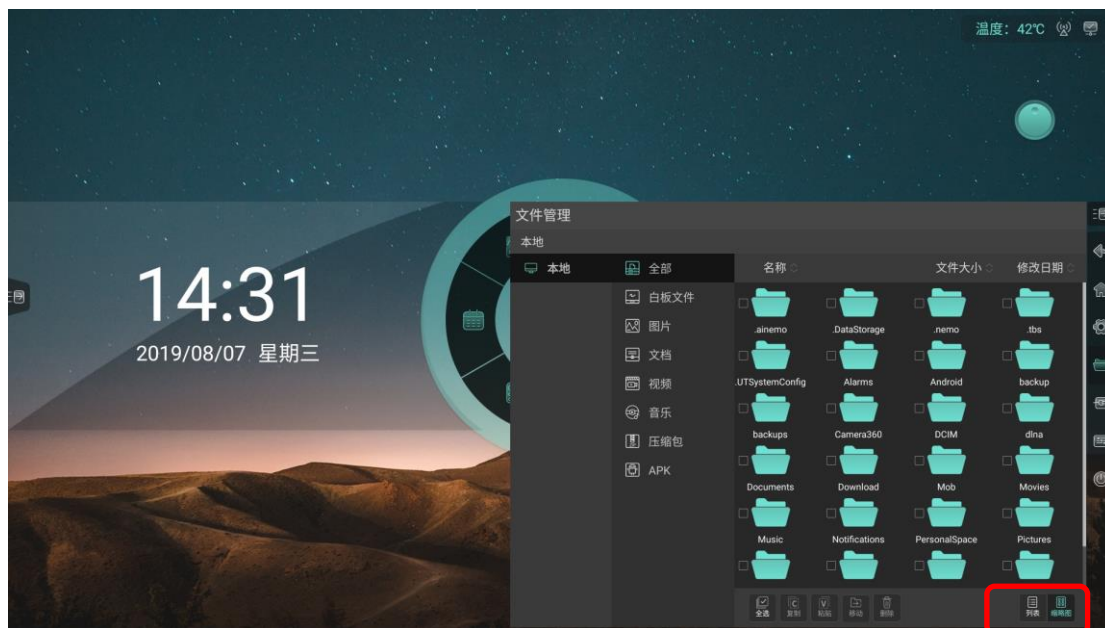 温度：42℃
文件管理
本地
本地
全部
名称
文件大小
修改日期
白板文件
图片
文档
视频
音乐
压缩包
APK
.ainemo
.DataStorage
.nemo
.tbs
.UTSystemConfig
Alarms
Android
backup
backups
Camera360
DCIM
dlna
Documents
Download
Mob
Movies
Music
Notifications
PersonalSpace
Pictures
全选
复制
粘贴
移动
删除
列表
缩略图
14:31
2019/08/07 星期三